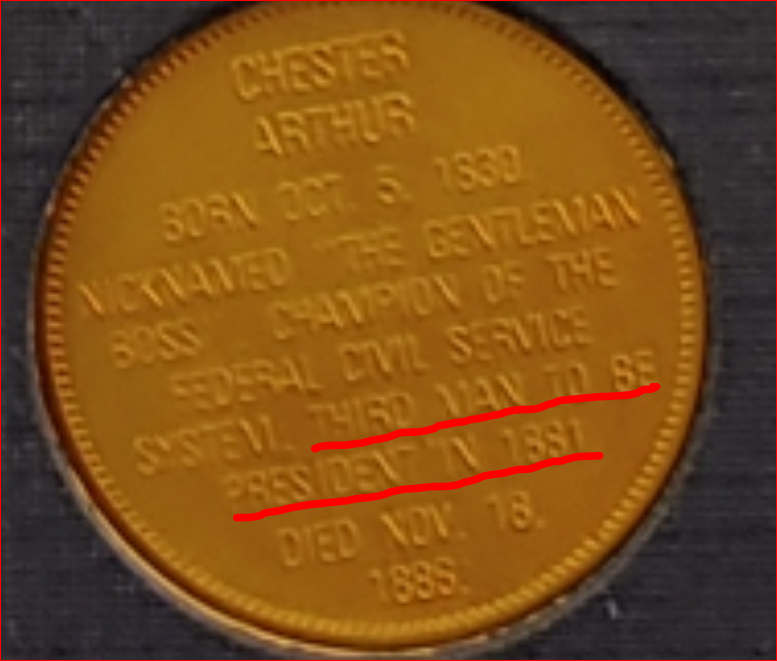 CHESTER
ARTHUR
BORN OCT. 5, 1830
NICKNAMED "THE GENTLEMAN
BOSS". CHAMPION OF THE
FEDERAL CIVIL SERVICE
SYSTEM. THIRD MAN TO BE
PRESIDENT IN 1881.
DIED NOV. 18,
1886.